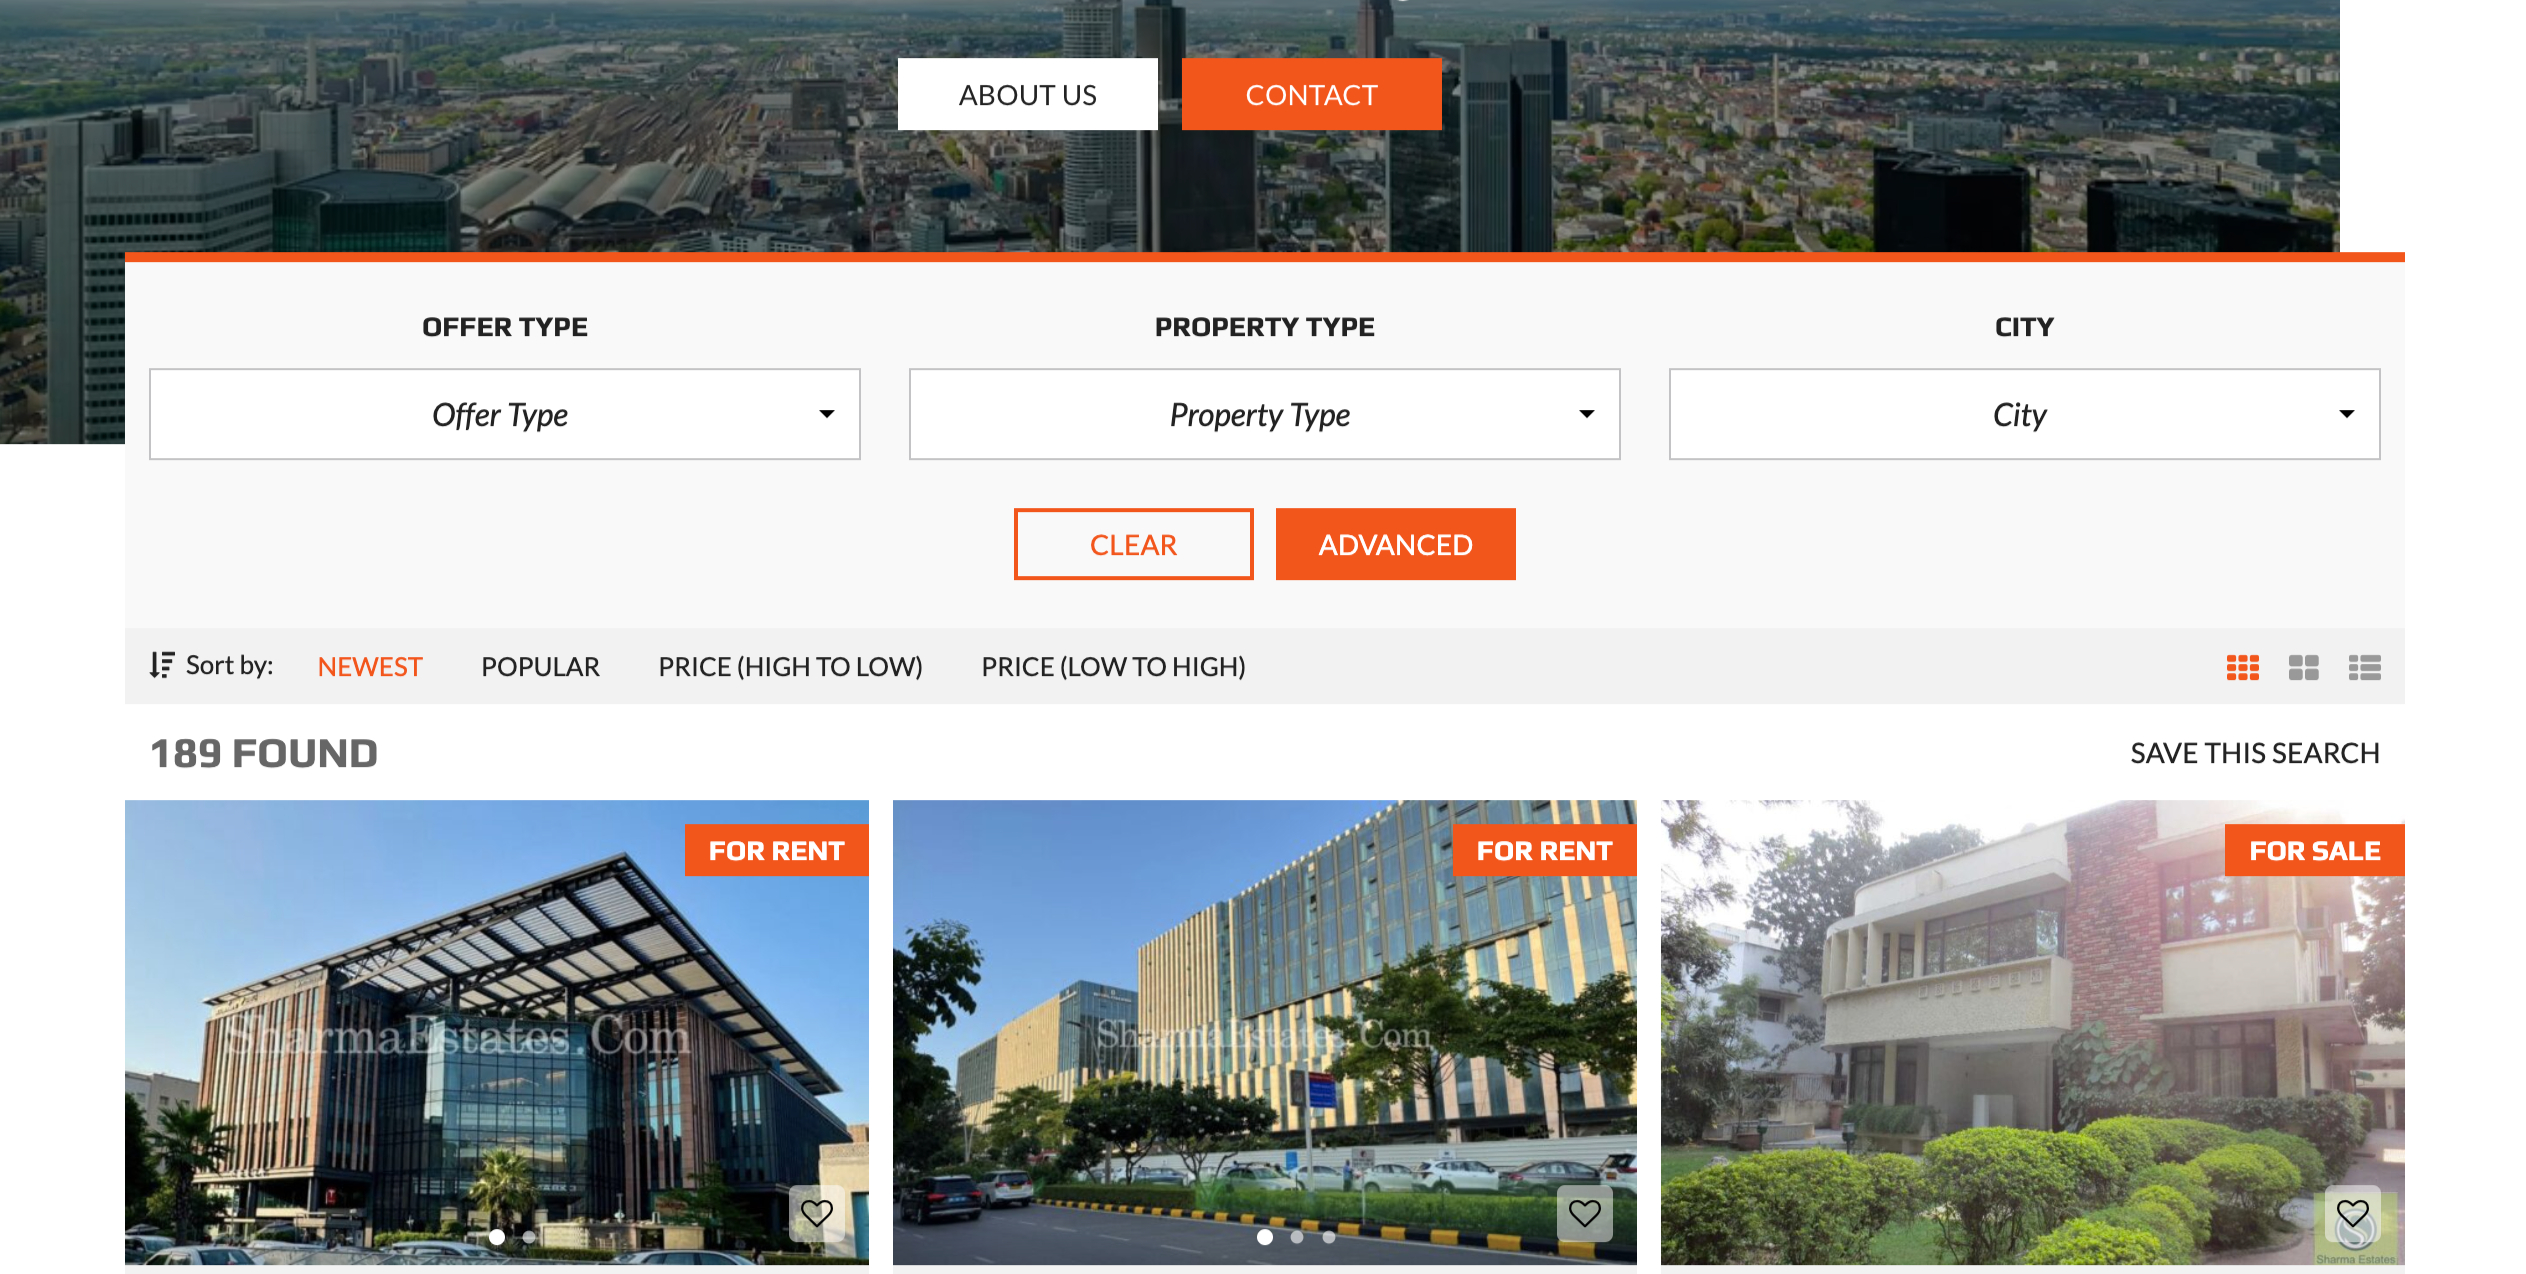 ABOUT US
CONTACT
OFFER TYPE
PROPERTY TYPE
CITY
Offer Type
Property Type
City
CLEAR
ADVANCED
Sort by:
NEWEST
POPULAR
PRICE (HIGH TO LOW)
PRICE (LOW TO HIGH)
189 FOUND
SAVE THIS SEARCH
FOR RENT
FOR RENT
FOR SALE
SharmaEstates.Com
SharmaEstates.Com
Sharma Estates